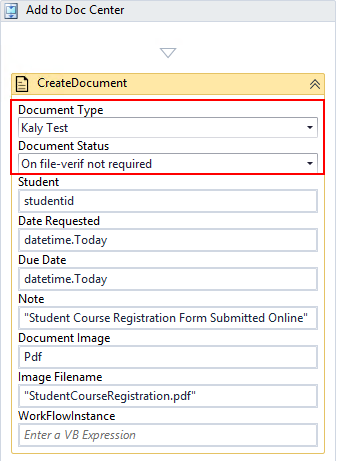 Add to Doc Center
CreateDocument
Document Type
Kaly Test
Document Status
On file-verif not required
Student
studentid
Date Requested
datetime.Today
Due Date
datetime.Today
Note
"Student Course Registration Form Submitted Online"
Document Image
Pdf
Image Filename
"StudentCourseRegistration.pdf"
WorkFlowInstance
Enter a VB Expression